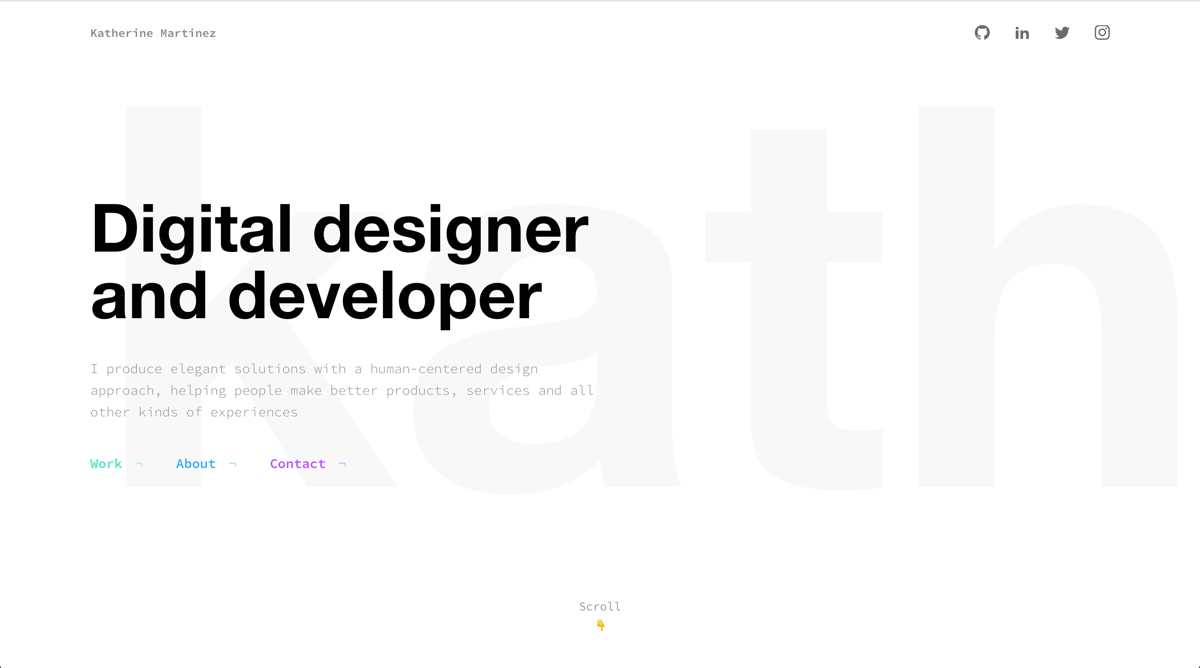 Katherine Martinez
kath
Digital designer
and developer
I produce elegant solutions with a human-centered design
approach, helping people make better products, services and all
other kinds of experiences
Work ¬ About ¬ Contact ¬
Scroll